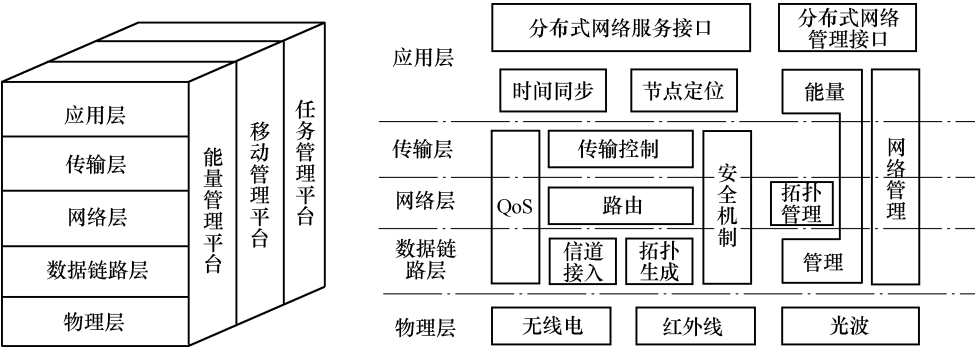 应用层
传输层
网络层
数据链路层
物理层
能量管理平台
移动管理平台
任务管理平台
应用层
分布式网络服务接口
分布式网络
管理接口
时间同步
节点定位
能量
传输层
传输控制
网络层
QoS
路由
安全机制
拓扑
管理
网络管理
数据链
路层
信道
接入
拓扑
生成
管理
物理层
无线电
红外线
光波